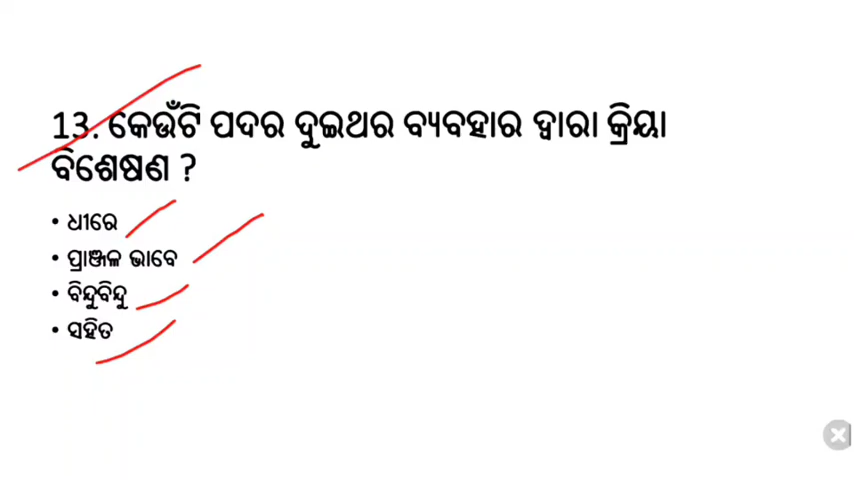 13. କେଉଁଟି ପଦର ଦୁଇଥର ବ୍ୟବହାର ଦ୍ୱାରା କ୍ରିୟା
ବିଶେଷଣ ?
• ଧୀରେ
• ପ୍ରାଞ୍ଜଳ ଭାବେ
• ବିନ୍ଦୁବିନ୍ଦୁ
• ସହିତ